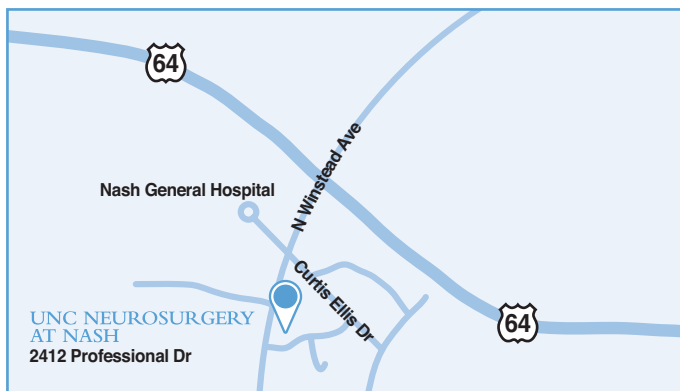 64
N Winstead Ave
Nash General Hospital
Curtis Ellis Dr
UNC NEUROSURGERY
AT NASH
2412 Professional Dr
64